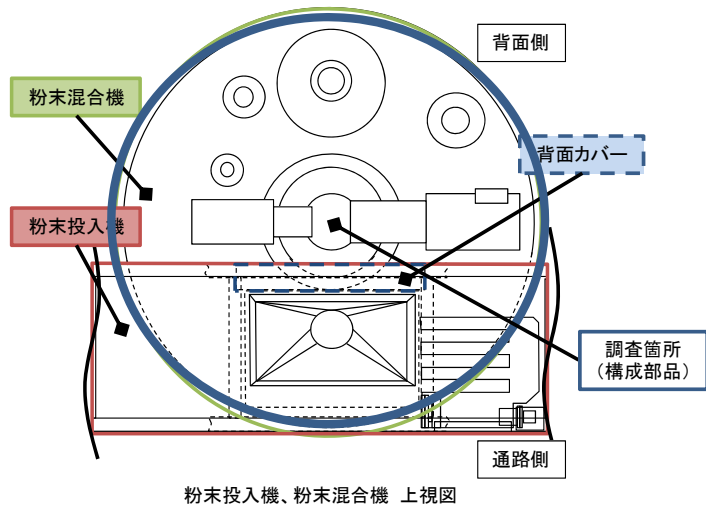 背面側
粉末混合機
背面カバー
粉末投入機
調査箇所
(構成部品)
通路側
粉末投入機、粉末混合機 上視図